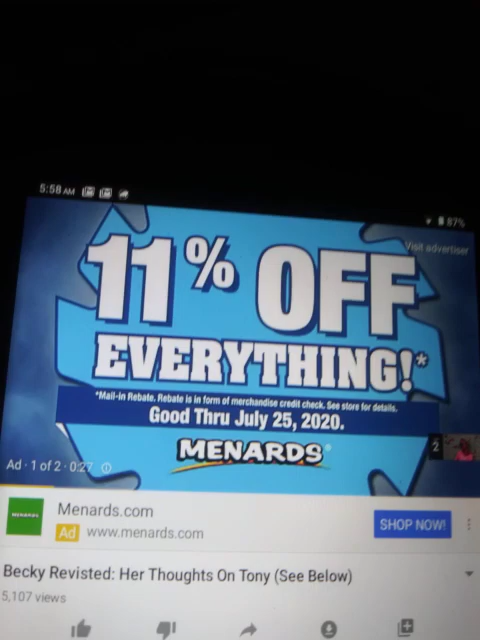 5:58 AM
87%
Visit advertiser
11% OFF
EVERYTHING!*
*Mail-in Rebate. Rebate is in form of merchandise credit check. See store for details.
Good Thru July 25, 2020.
MENARDS®
2
Ad · 1 of 2 · 0:27
MENARDS
Menards.com
Ad www.menards.com
SHOP NOW!
Becky Revisted: Her Thoughts On Tony (See Below)
5,107 views